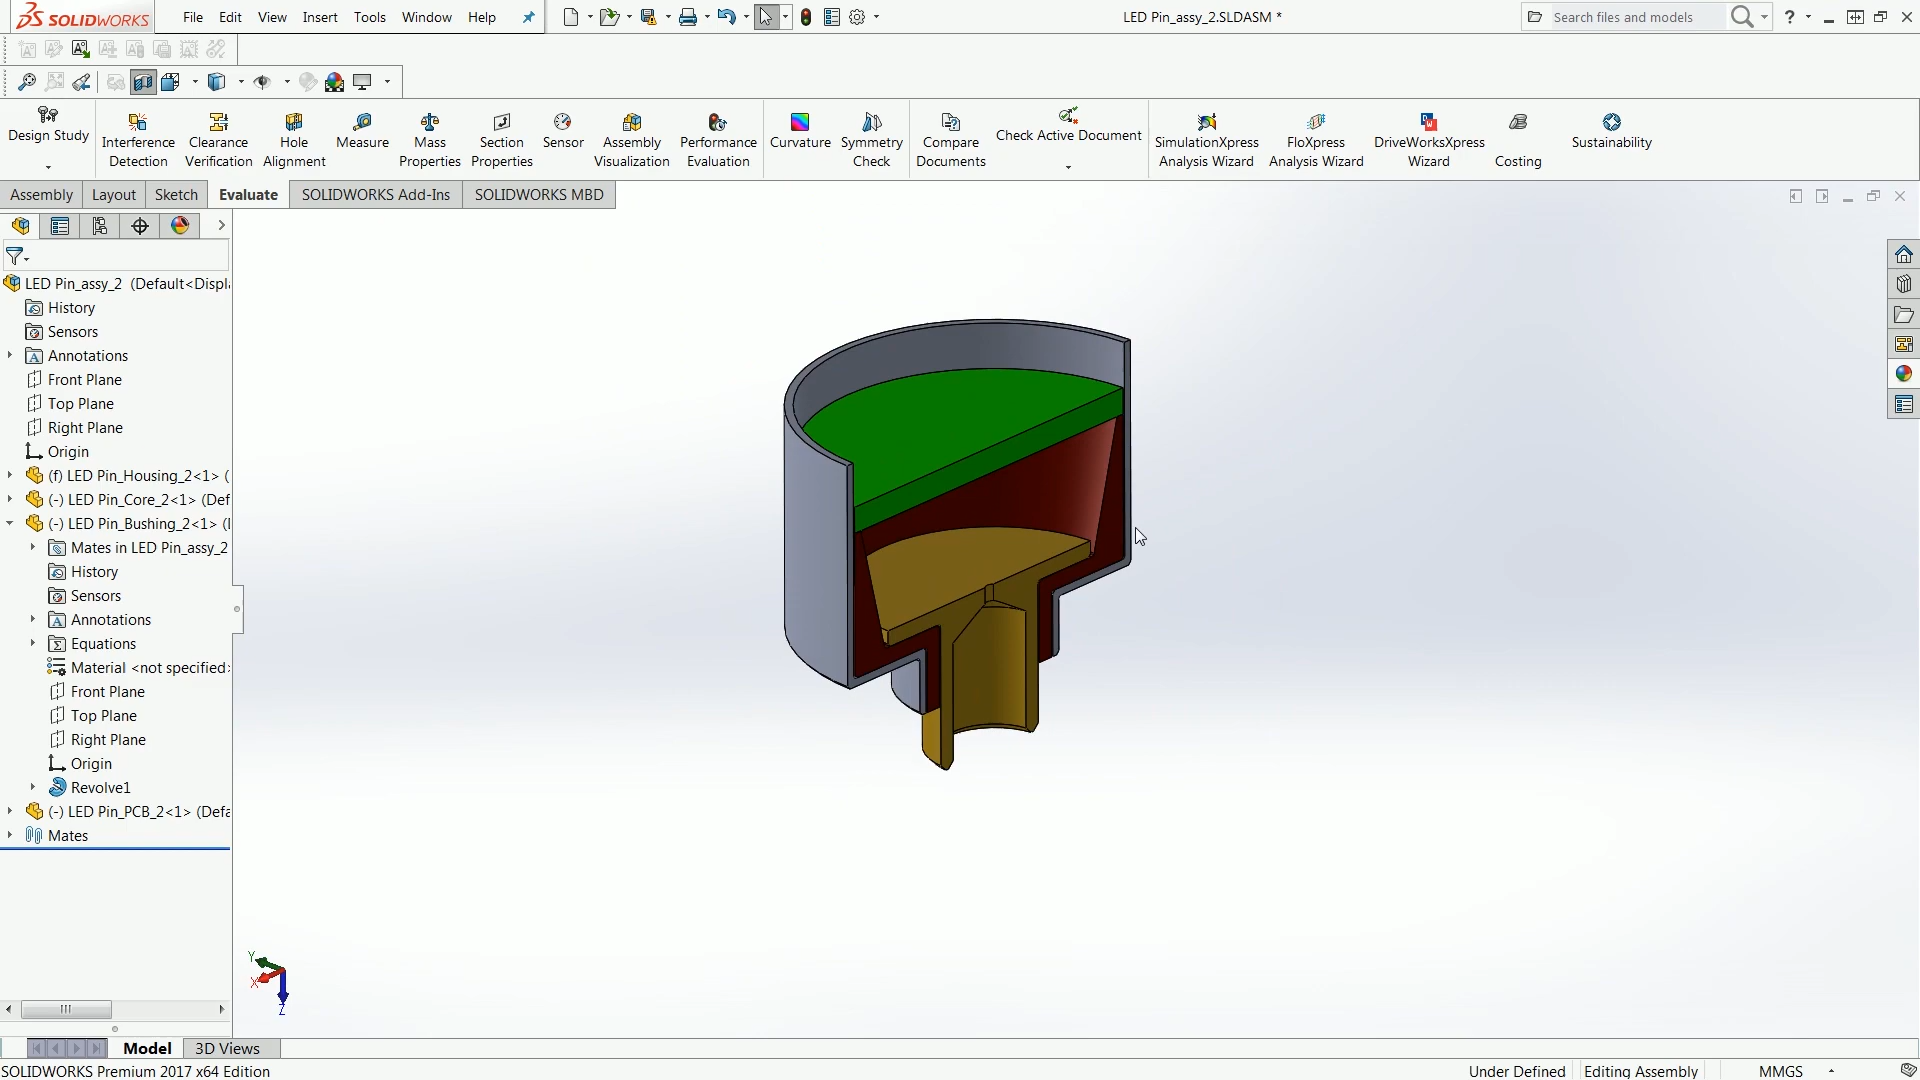 SOLIDWORKS File Edit View Insert Tools Window Help LED Pin_assy_2.SLDASM * Search files and models ?
Design Study Interference Detection Clearance Verification Hole Alignment Measure Mass Properties Section Properties Sensor Assembly Visualization Performance Evaluation Curvature Symmetry Check Compare Documents Check Active Document SimulationXpress Analysis Wizard FloXpress Analysis Wizard DriveWorksXpress Wizard Costing Sustainability
Assembly Layout Sketch Evaluate SOLIDWORKS Add-Ins SOLIDWORKS MBD
LED Pin_assy_2 (Default<Displ
History
Sensors
Annotations
Front Plane
Top Plane
Right Plane
Origin
(f) LED Pin_Housing_2<1> (
(-) LED Pin_Core_2<1> (Def
(-) LED Pin_Bushing_2<1> (
Mates in LED Pin_assy_2
History
Sensors
Annotations
Equations
Material <not specified>
Front Plane
Top Plane
Right Plane
Origin
Revolve1
(-) LED Pin_PCB_2<1> (Defa
Mates
Y
X
Z
Model 3D Views
SOLIDWORKS Premium 2017 x64 Edition Under Defined Editing Assembly MMGS